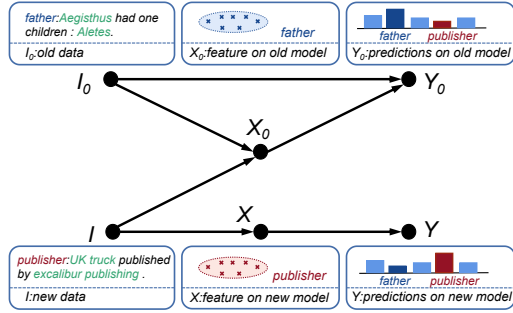 father:Aegisthus had one
children : Aletes.
I0:old data
father
X0:feature on old model
father
publisher
Y0:predictions on old model
I0
Y0
X0
I
X
Y
publisher:UK truck published
by excalibur publishing .
I:new data
publisher
X:feature on new model
father
publisher
Y:predictions on new model